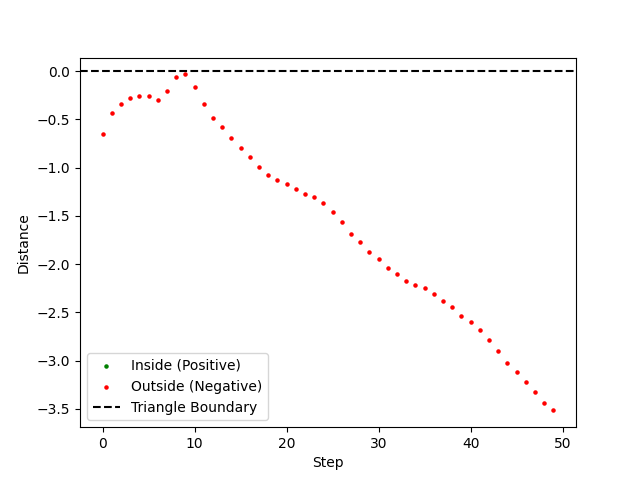 0.0
−0.5
−1.0
−1.5
−2.0
−2.5
−3.0
−3.5
Distance
Inside (Positive)
Outside (Negative)
Triangle Boundary
0 10 20 30 40 50
Step